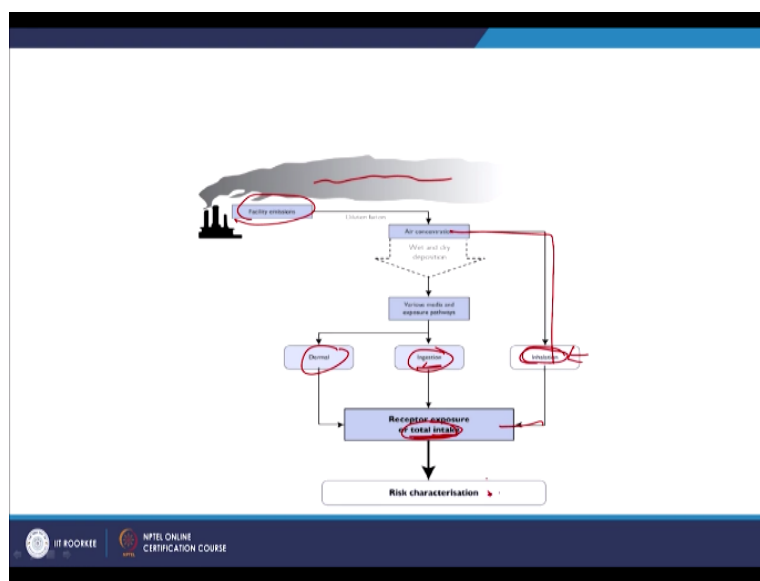 Facility emissions
Dilution factors
Air concentration
Wet and dry
deposition
Various media and
exposure pathways
Dermal
Ingestion
Inhalation
Receptor exposure
or total intake
Risk characterisation
IIT ROORKEE
NPTEL ONLINE
CERTIFICATION COURSE